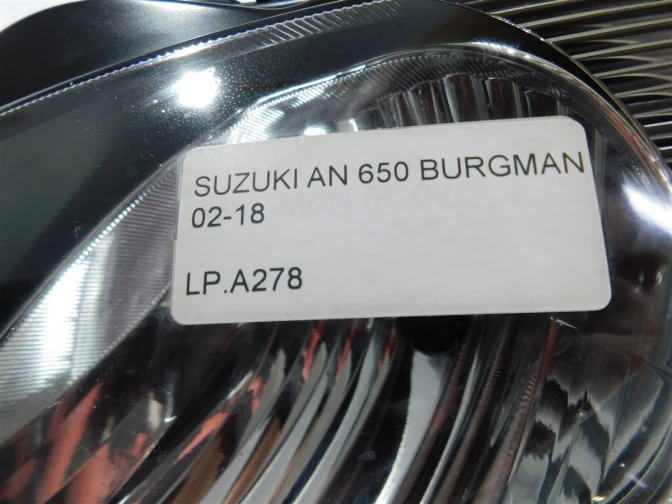 SUZUKI AN 650 BURGMAN
02-18
LP.A278